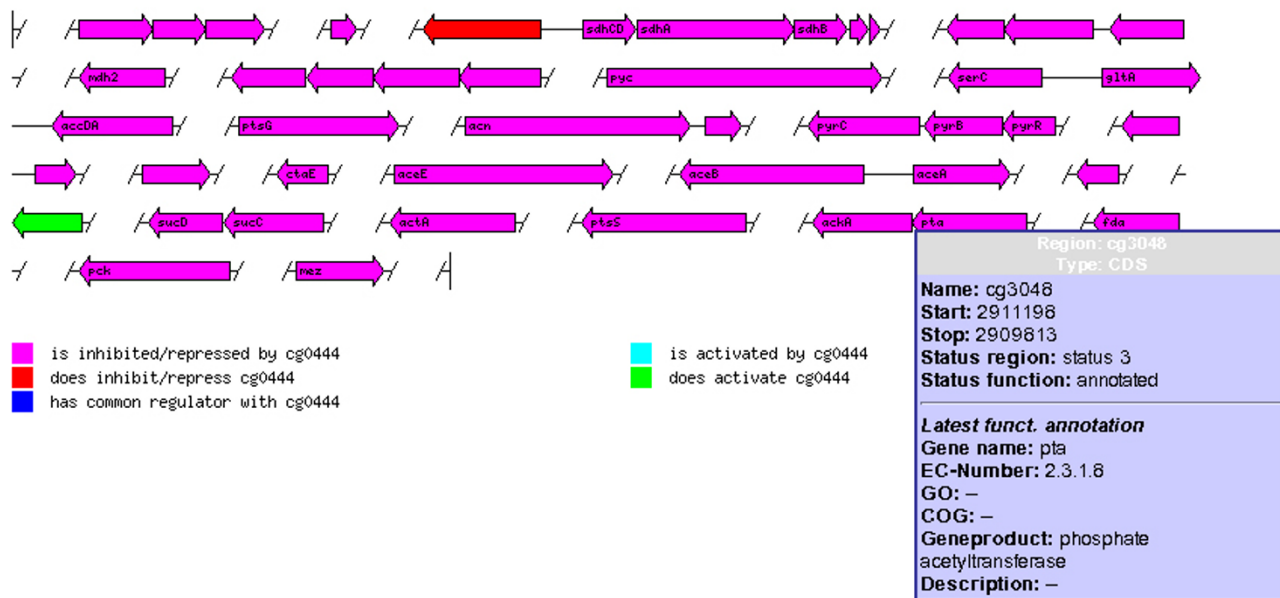 sdhCD sdhA sdhB
mdh2 pyc serC gltA
accDA ptsG acn pyrC pyrB pyrR
ctaE aceE aceB aceA
sucD sucC actA ptsS ackA pta fda
pck mez
is inhibited/repressed by cg0444
does inhibit/repress cg0444
has common regulator with cg0444
is activated by cg0444
does activate cg0444
Region: cg3048
Type: CDS
Name: cg3048
Start: 2911198
Stop: 2909813
Status region: status 3
Status function: annotated
Latest funct. annotation
Gene name: pta
EC-Number: 2.3.1.8
GO: –
COG: –
Geneproduct: phosphate
acetyltransferase
Description: –